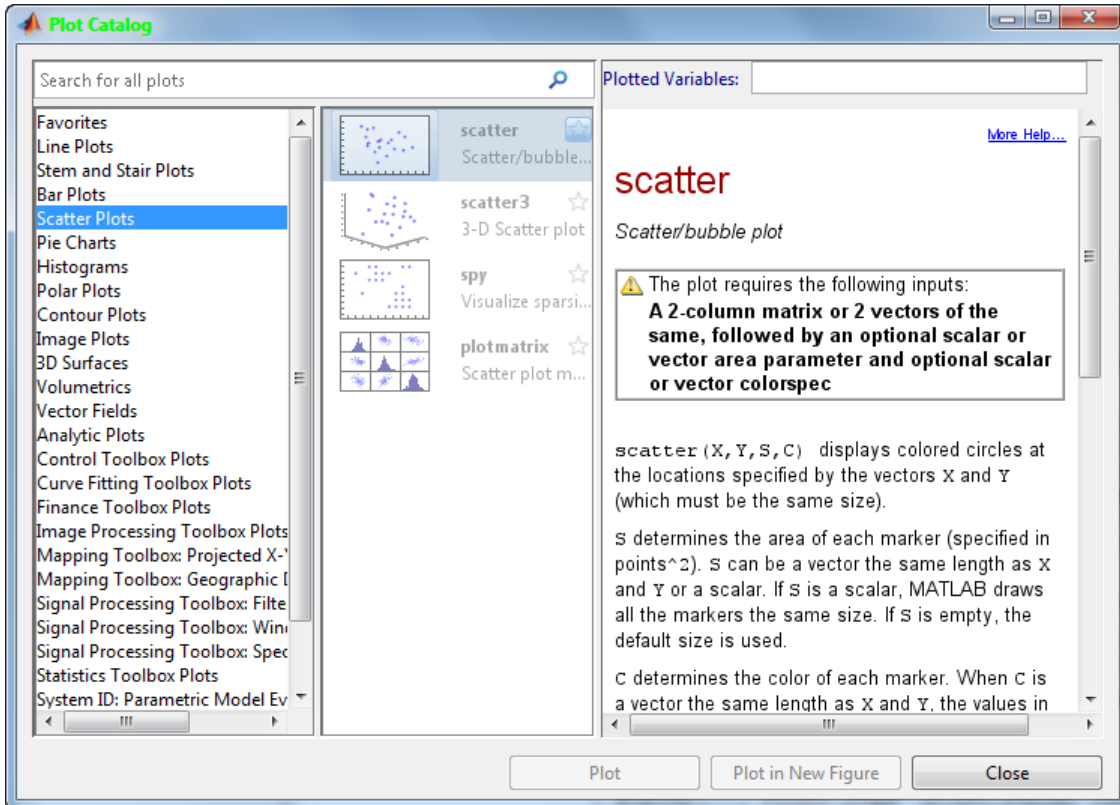 Plot Catalog
Search for all plots
Plotted Variables:
Favorites
Line Plots
Stem and Stair Plots
Bar Plots
Scatter Plots
Pie Charts
Histograms
Polar Plots
Contour Plots
Image Plots
3D Surfaces
Volumetrics
Vector Fields
Analytic Plots
Control Toolbox Plots
Curve Fitting Toolbox Plots
Finance Toolbox Plots
Image Processing Toolbox Plots
Mapping Toolbox: Projected X-Y
Mapping Toolbox: Geographic
Signal Processing Toolbox: Filte
Signal Processing Toolbox: Win
Signal Processing Toolbox: Spec
Statistics Toolbox Plots
System ID: Parametric Model Ev
scatter
Scatter/bubble...
scatter3
3-D Scatter plot
spy
Visualize sparsi...
plotmatrix
Scatter plot m...
More Help...
scatter
Scatter/bubble plot
The plot requires the following inputs:
A 2-column matrix or 2 vectors of the
same, followed by an optional scalar or
vector area parameter and optional scalar
or vector colorspec
scatter(X,Y,S,C) displays colored circles at
the locations specified by the vectors X and Y
(which must be the same size).
S determines the area of each marker (specified in
points^2). S can be a vector the same length as X
and Y or a scalar. If S is a scalar, MATLAB draws
all the markers the same size. If S is empty, the
default size is used.
C determines the color of each marker. When C is
a vector the same length as X and Y, the values in
Plot
Plot in New Figure
Close